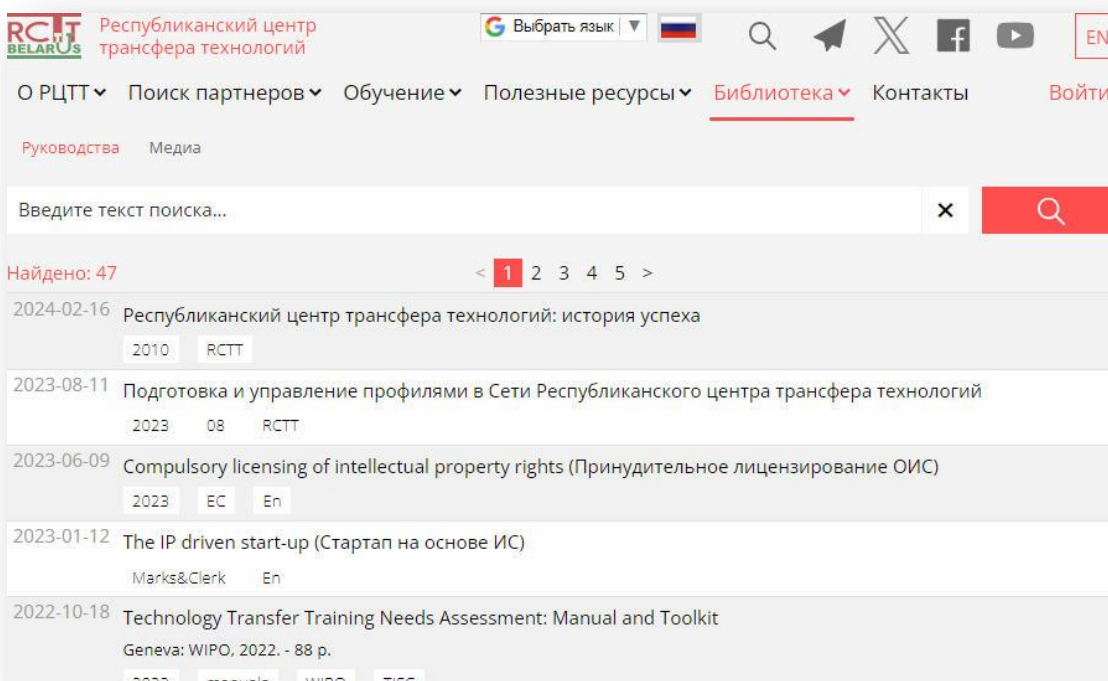 RCTT
BELARUS
Республиканский центр
трансфера технологий
G Выбрать язык ▼
EN
О РЦТТ Поиск партнеров Обучение Полезные ресурсы Библиотека Контакты Войти
Руководства Медиа
Введите текст поиска...
Найдено: 47 < 1 2 3 4 5 >
2024-02-16 Республиканский центр трансфера технологий: история успеха
2010 RCTT
2023-08-11 Подготовка и управление профилями в Сети Республиканского центра трансфера технологий
2023 08 RCTT
2023-06-09 Compulsory licensing of intellectual property rights (Принудительное лицензирование ОИС)
2023 EC En
2023-01-12 The IP driven start-up (Стартап на основе ИС)
Marks&Clerk En
2022-10-18 Technology Transfer Training Needs Assessment: Manual and Toolkit
Geneva: WIPO, 2022. - 88 p.
manuals WIPO TISC